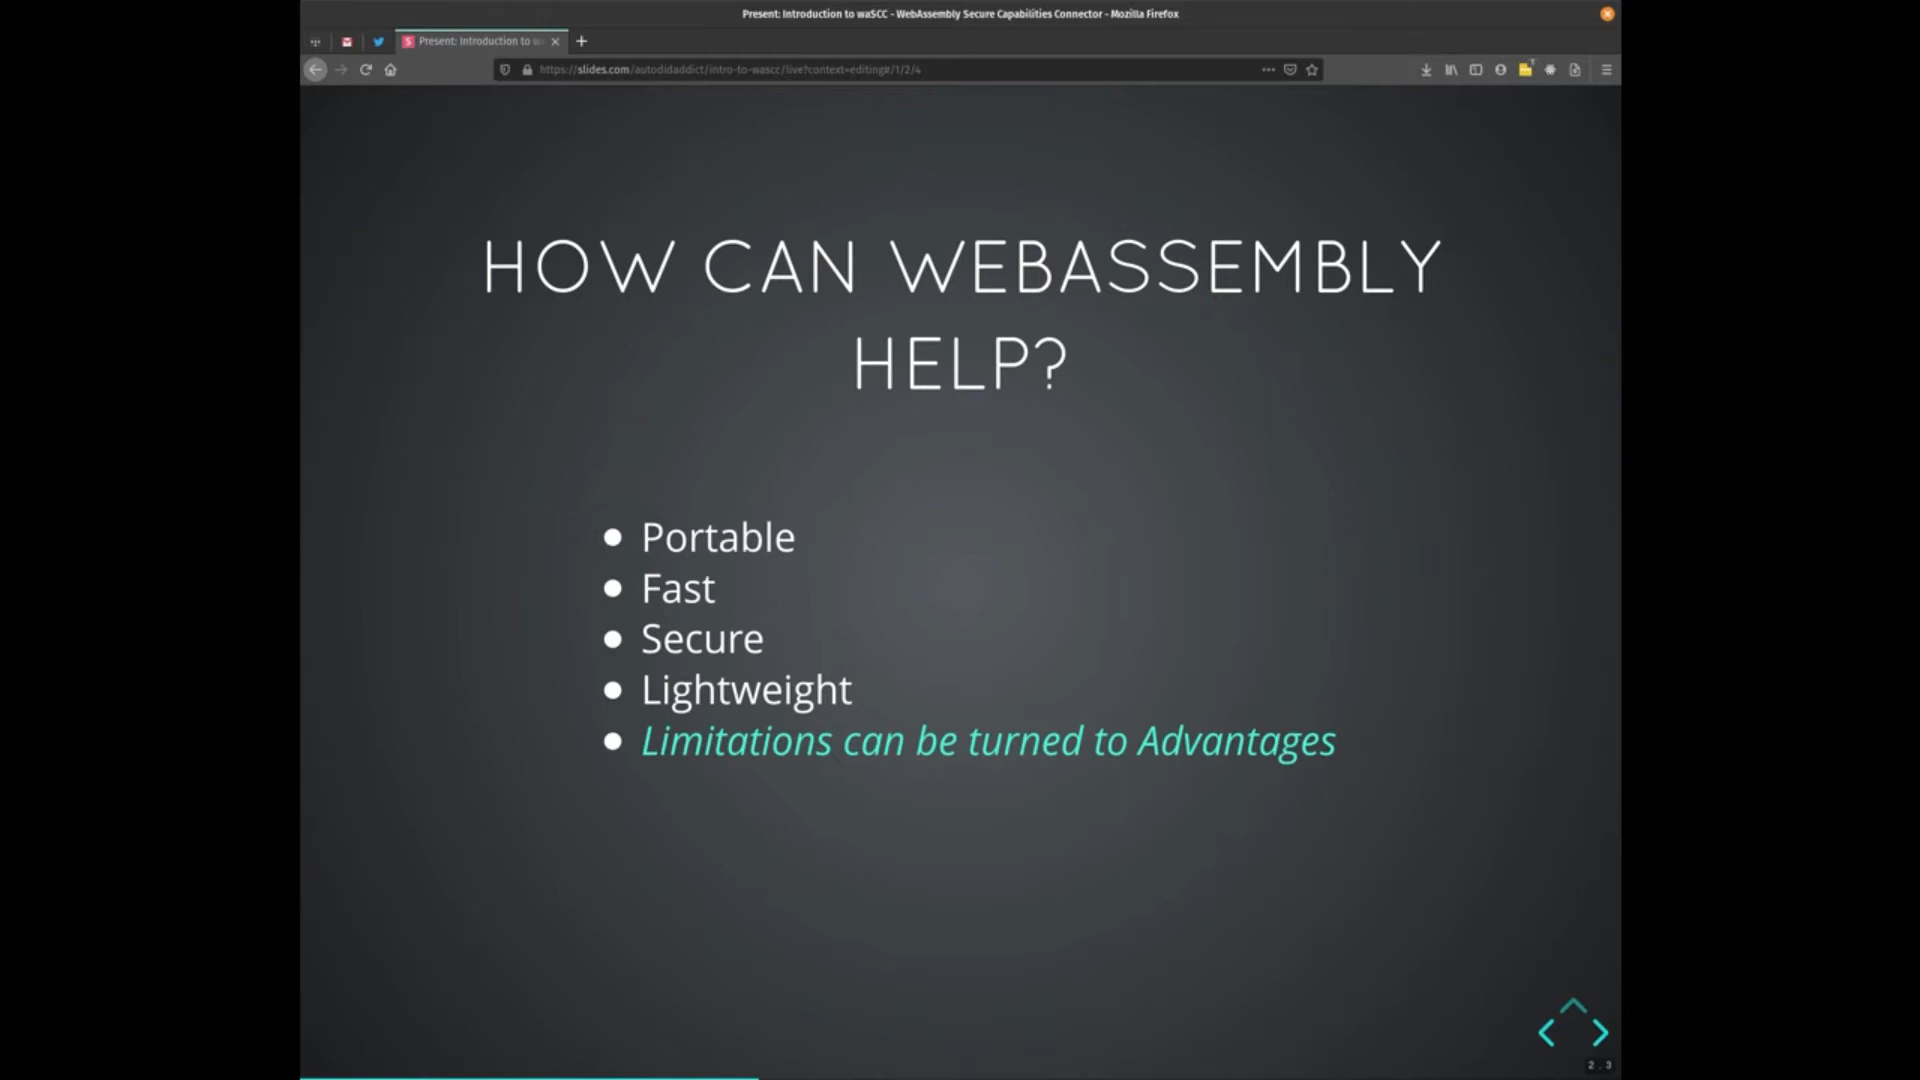 Present: Introduction to waSCC - WebAssembly Secure Capabilities Connector - Mozilla Firefox
Present: Introduction to
https://slides.com/autodidaddict/intro-to-wascc/live?context=editing#/1/2/4
HOW CAN WEBASSEMBLY
HELP?
Portable
Fast
Secure
Lightweight
Limitations can be turned to Advantages
2 . 3